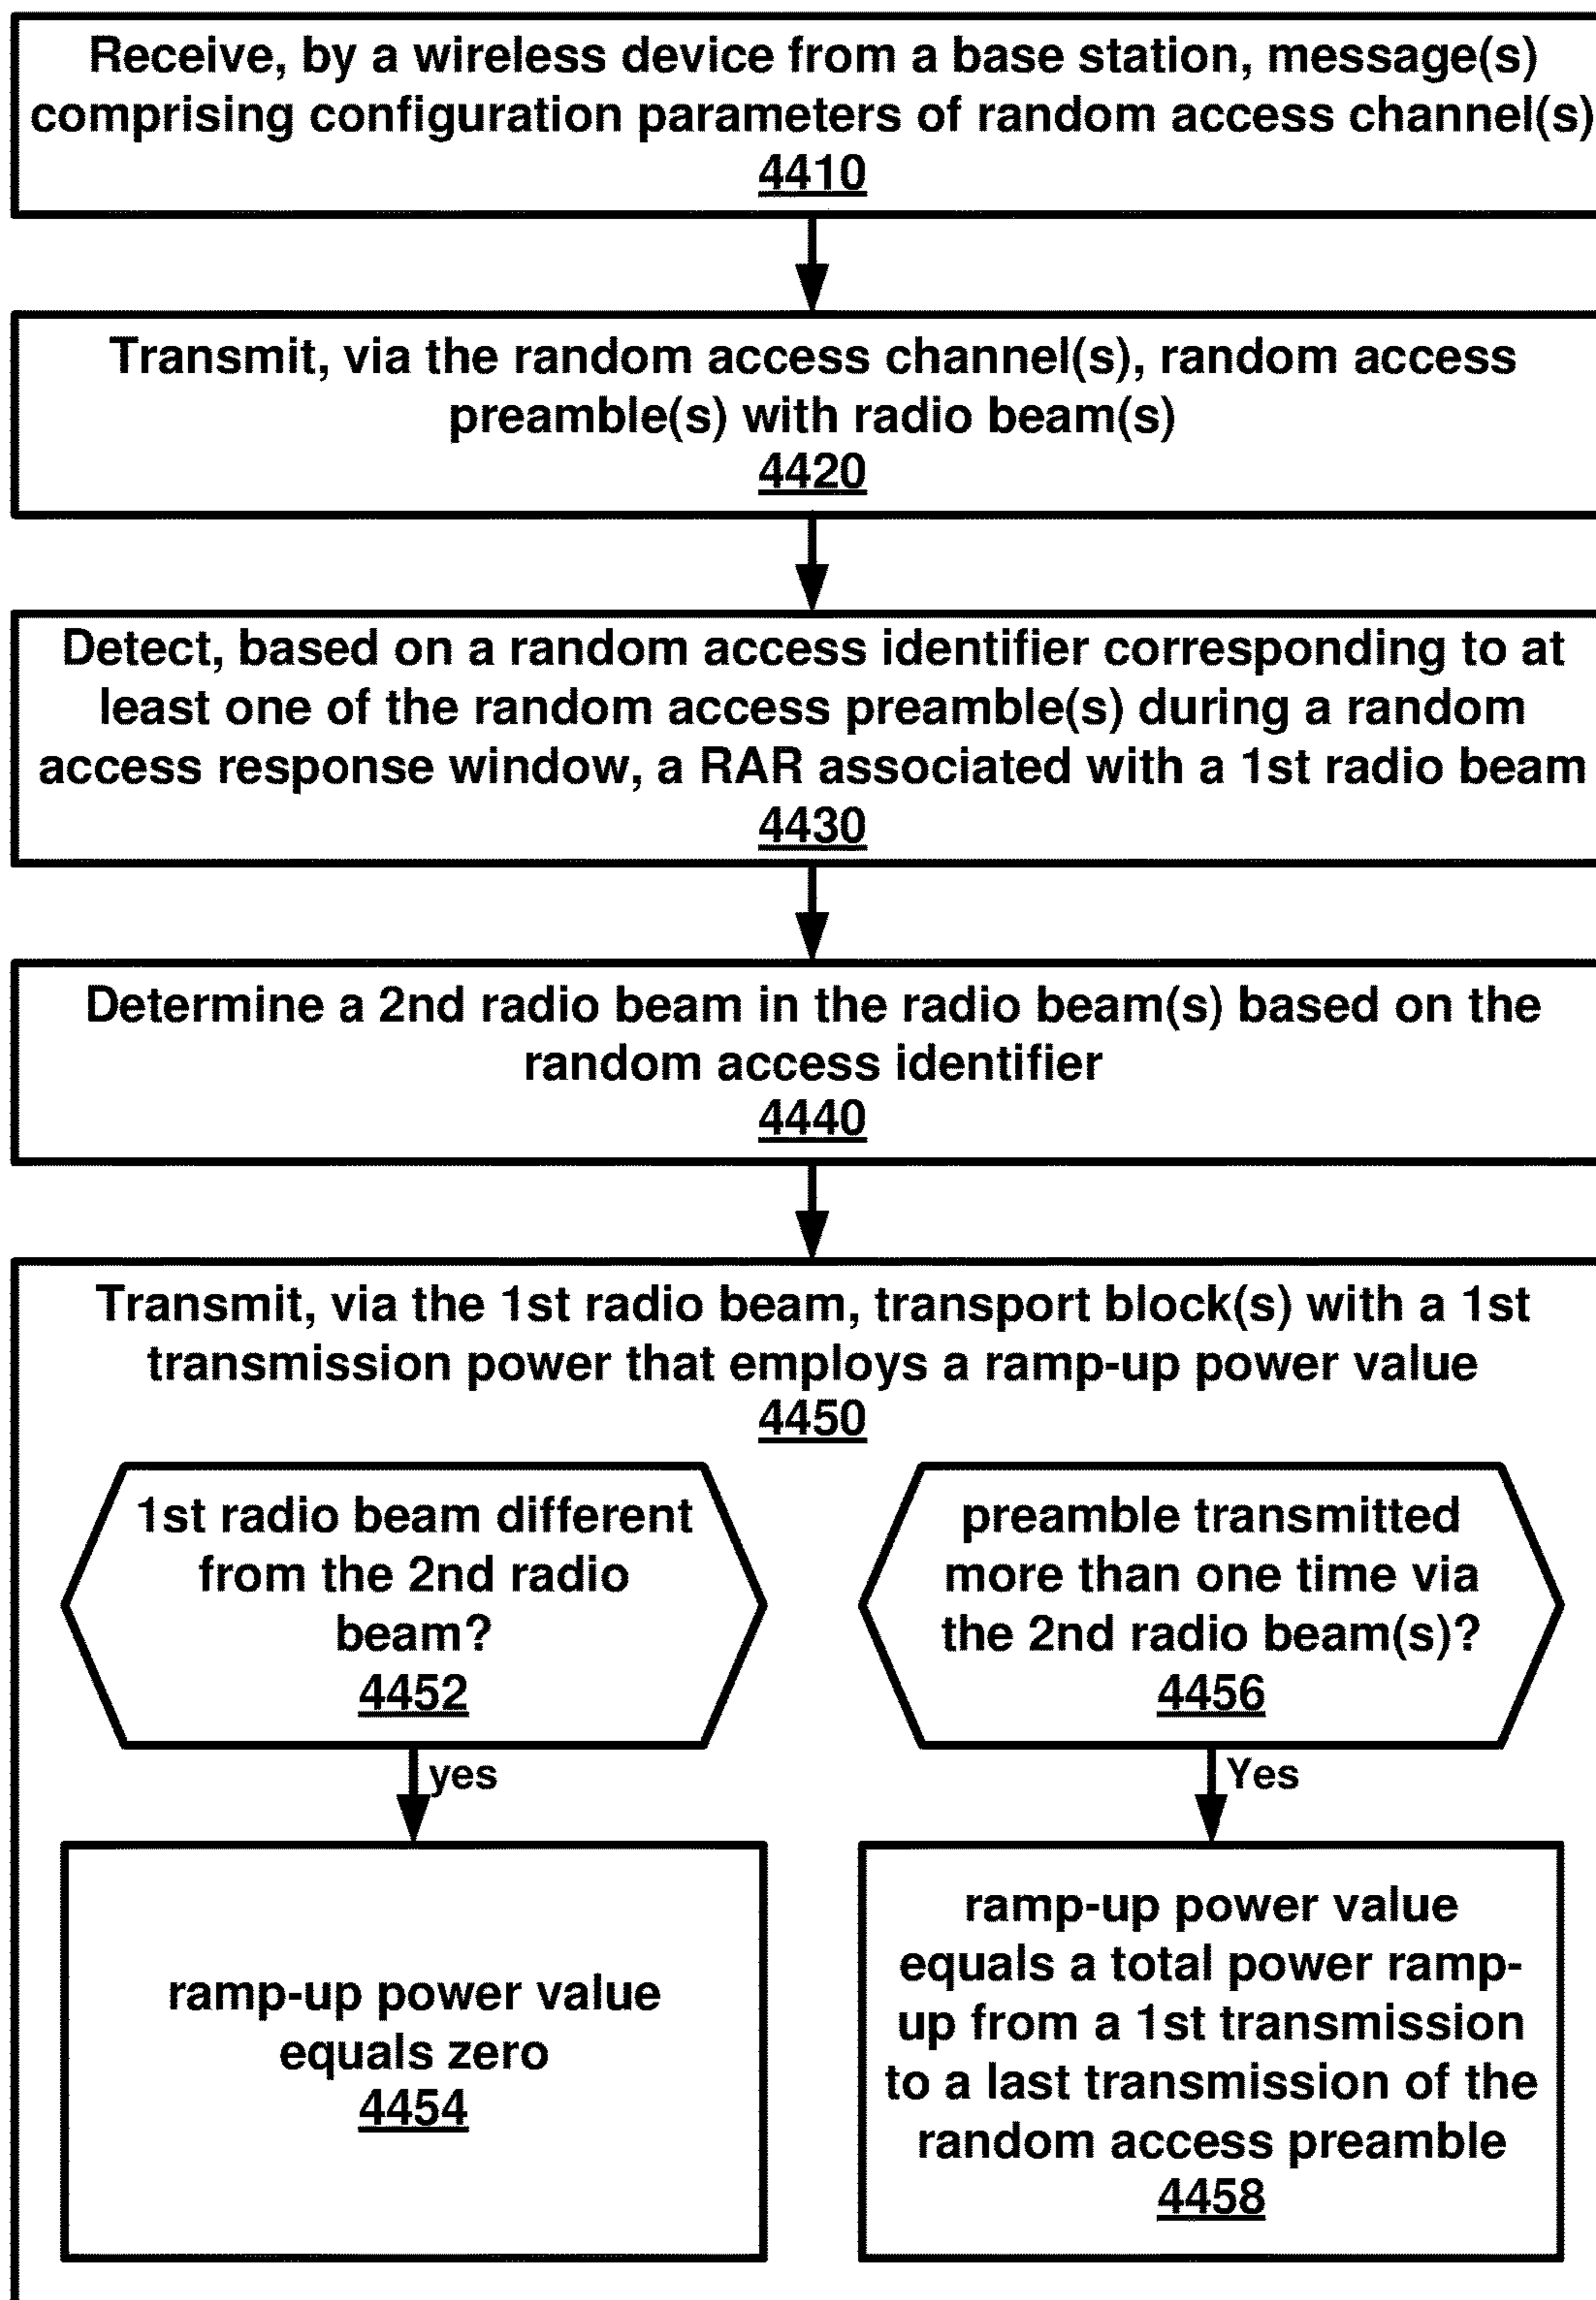 Receive, by a wireless device from a base station, message(s)
comprising configuration parameters of random access channel(s)
4410
Transmit, via the random access channel(s), random access
preamble(s) with radio beam(s)
4420
Detect, based on a random access identifier corresponding to at
least one of the random access preamble(s) during a random
access response window, a RAR associated with a 1st radio beam
4430
Determine a 2nd radio beam in the radio beam(s) based on the
random access identifier
4440
Transmit, via the 1st radio beam, transport block(s) with a 1st
transmission power that employs a ramp-up power value
4450
1st radio beam different
from the 2nd radio
beam?
4452
yes
ramp-up power value
equals zero
4454
preamble transmitted
more than one time via
the 2nd radio beam(s)?
4456
Yes
ramp-up power value
equals a total power ramp-
up from a 1st transmission
to a last transmission of the
random access preamble
4458